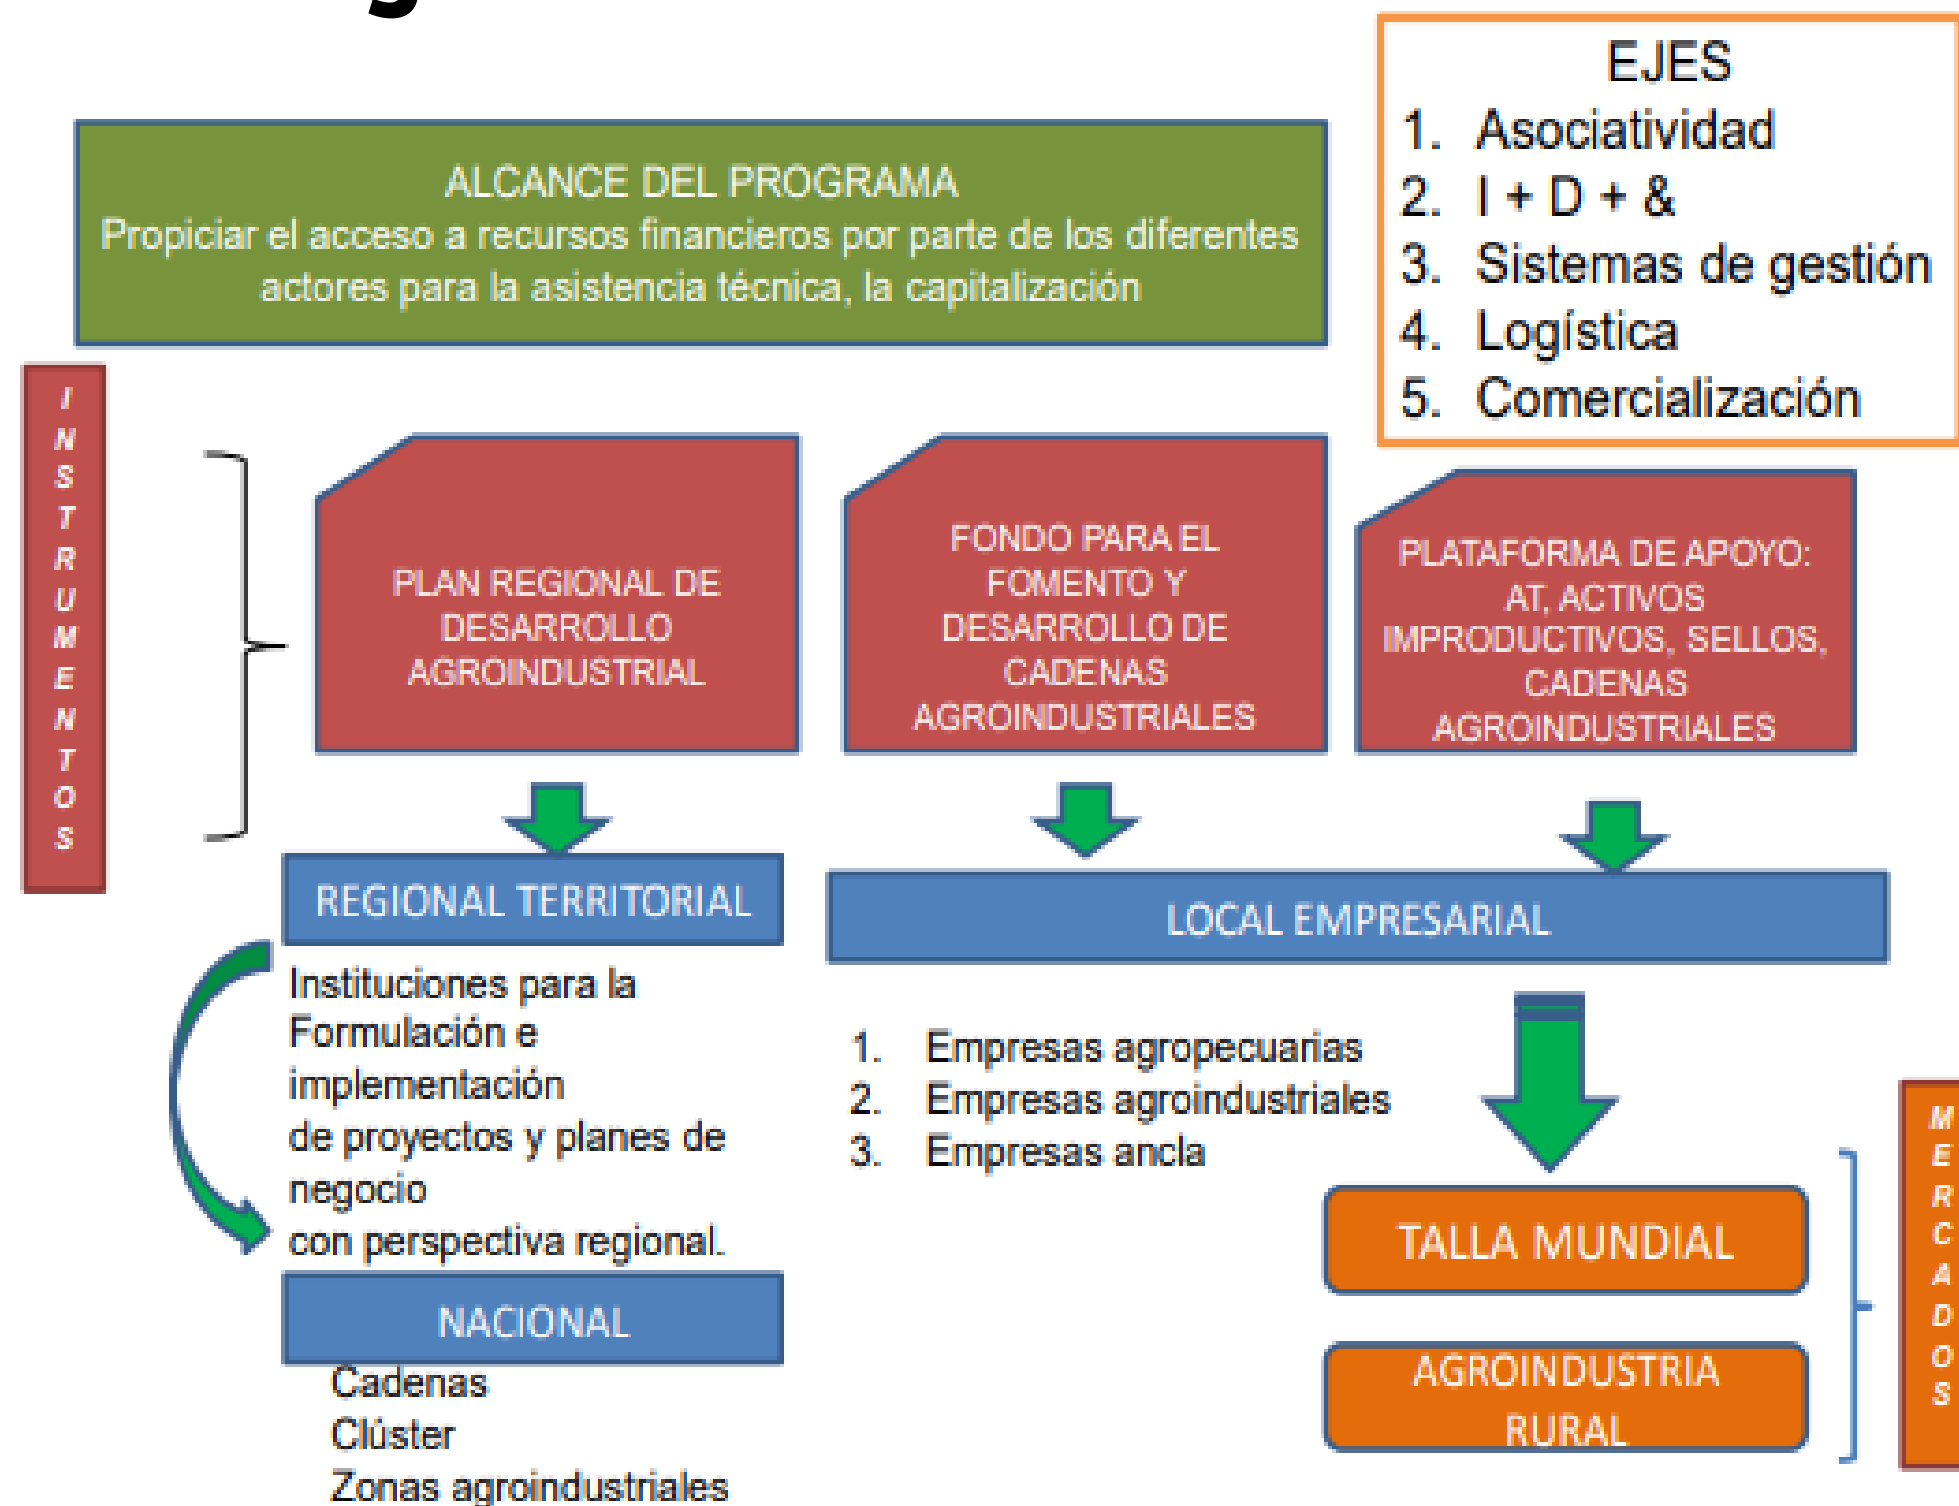 ALCANCE DEL PROGRAMA
Propiciar el acceso a recursos financieros por parte de los diferentes
actores para la asistencia técnica, la capitalización
EJES
1. Asociatividad
2. I + D + &
3. Sistemas de gestión
4. Logística
5. Comercialización
INSTRUMENTOS
PLAN REGIONAL DE
DESARROLLO
AGROINDUSTRIAL
FONDO PARA EL
FOMENTO Y
DESARROLLO DE
CADENAS
AGROINDUSTRIALES
PLATAFORMA DE APOYO:
AT, ACTIVOS
IMPRODUCTIVOS, SELLOS,
CADENAS
AGROINDUSTRIALES
REGIONAL TERRITORIAL
Instituciones para la
Formulación e
implementación
de proyectos y planes de
negocio
con perspectiva regional.
NACIONAL
Cadenas
Clúster
Zonas agroindustriales
LOCAL EMPRESARIAL
1. Empresas agropecuarias
2. Empresas agroindustriales
3. Empresas ancla
TALLA MUNDIAL
AGROINDUSTRIA
RURAL
MERCADOS